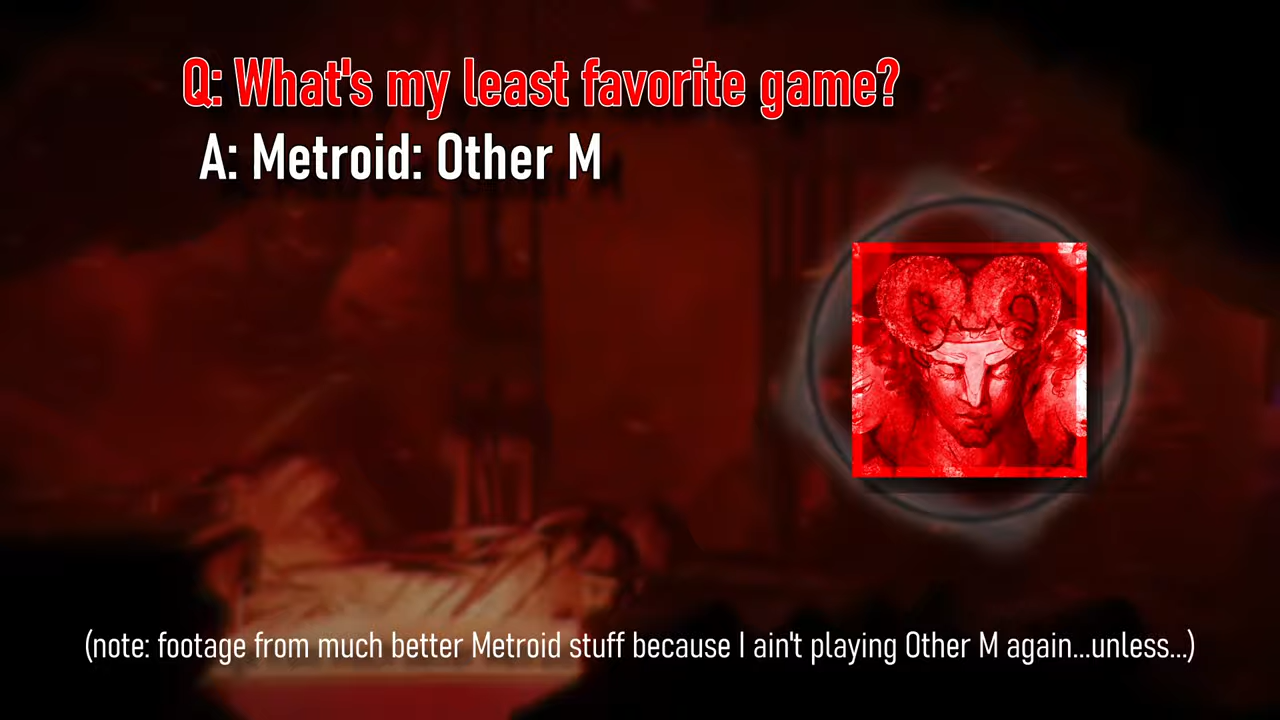 Q: What's my least favorite game?
A: Metroid: Other M
(note: footage from much better Metroid stuff because I ain't playing Other M again...unless...)